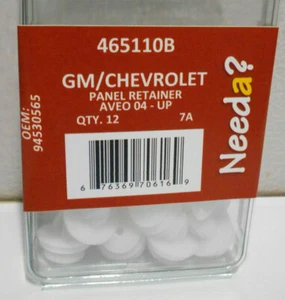 465110B
GM/CHEVROLET
PANEL RETAINER
AVEO 04 - UP
QTY. 12 7A
OEM:
94530565
Needa?
6 76369 70616 9